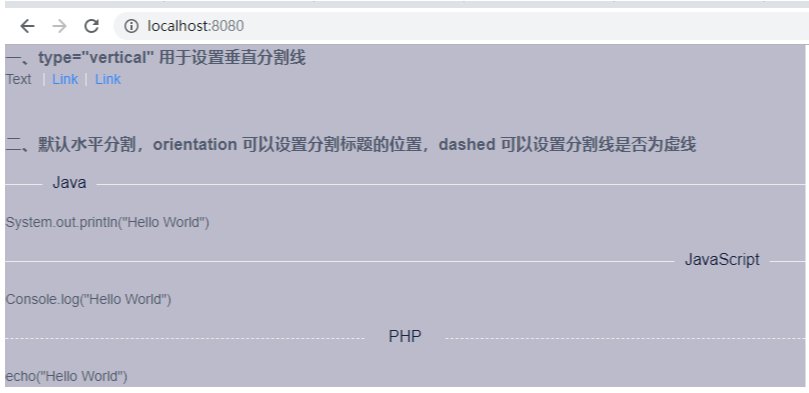 localhost:8080
一、type="vertical" 用于设置垂直分割线
Text | Link | Link
二、默认水平分割，orientation 可以设置分割标题的位置，dashed 可以设置分割线是否为虚线
Java
System.out.println("Hello World")
JavaScript
Console.log("Hello World")
PHP
echo("Hello World")